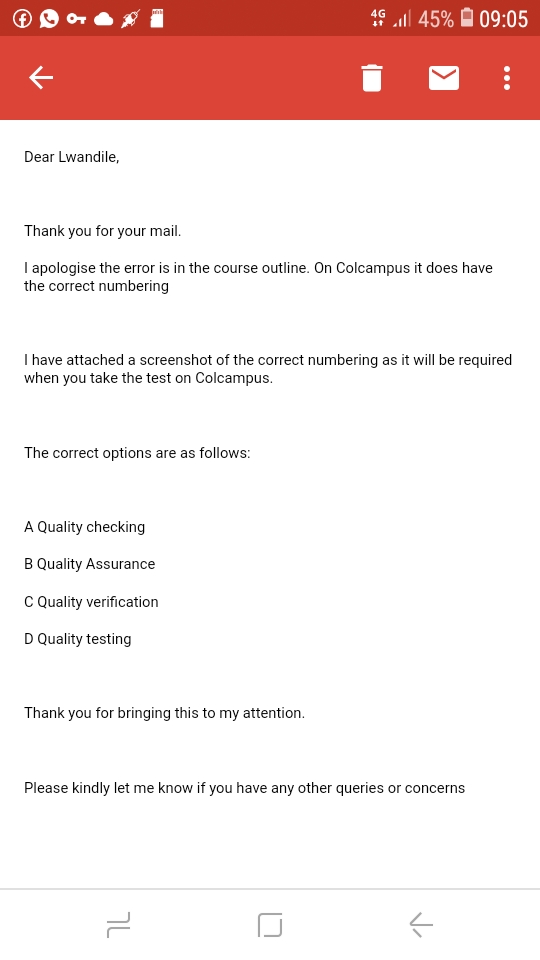 4G 45% 09:05
Dear Lwandile,
Thank you for your mail.
I apologise the error is in the course outline. On Colcampus it does have
the correct numbering
I have attached a screenshot of the correct numbering as it will be required
when you take the test on Colcampus.
The correct options are as follows:
A Quality checking
B Quality Assurance
C Quality verification
D Quality testing
Thank you for bringing this to my attention.
Please kindly let me know if you have any other queries or concerns